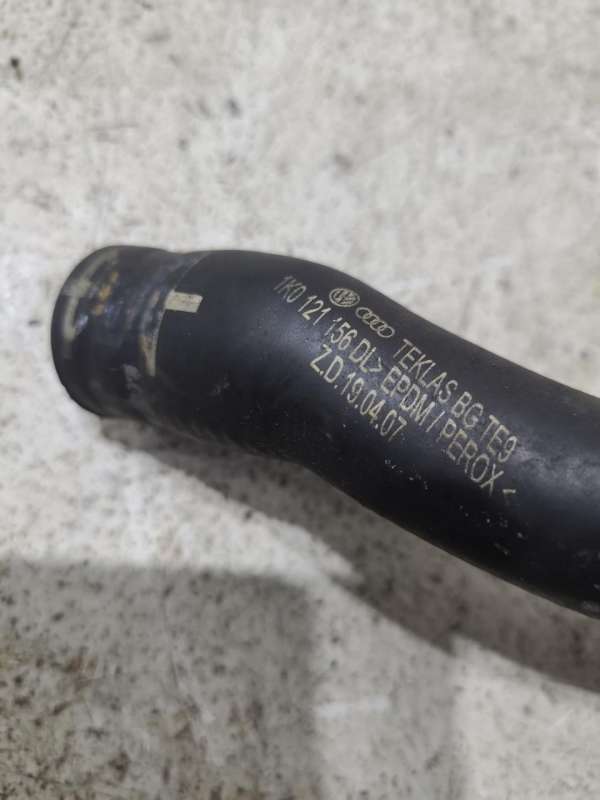 TEKLAS BG TE9
1K0 121 156 DL> EPDM / PEROX <
Z.D.19.04.07